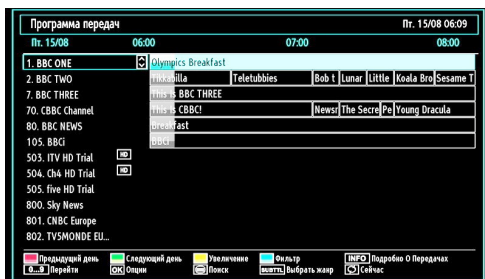 Программа передач Пт. 15/08 06:09
Пт. 15/08 06:00 07:00 08:00
1. BBC ONE Olympics Breakfast
2. BBC TWO Tikkabilla Teletubbies Bob t Lunar Little Koala Bro Sesame T
7. BBC THREE This is BBC THREE
70. CBBC Channel This is CBBC! Newsr The Secre Pe Young Dracula
80. BBC NEWS Breakfast
105. BBCi BBCi
503. ITV HD Trial HD
504. Ch4 HD Trial HD
505. five HD Trial
800. Sky News
801. CNBC Europe
802. TV5MONDE EU...
Предыдущий день Следующий день Увеличение Фильтр INFO Подробно О Передачах
0...9 Перейти OK Опции Поиск SUBTTL Выбрать жанр Сейчас